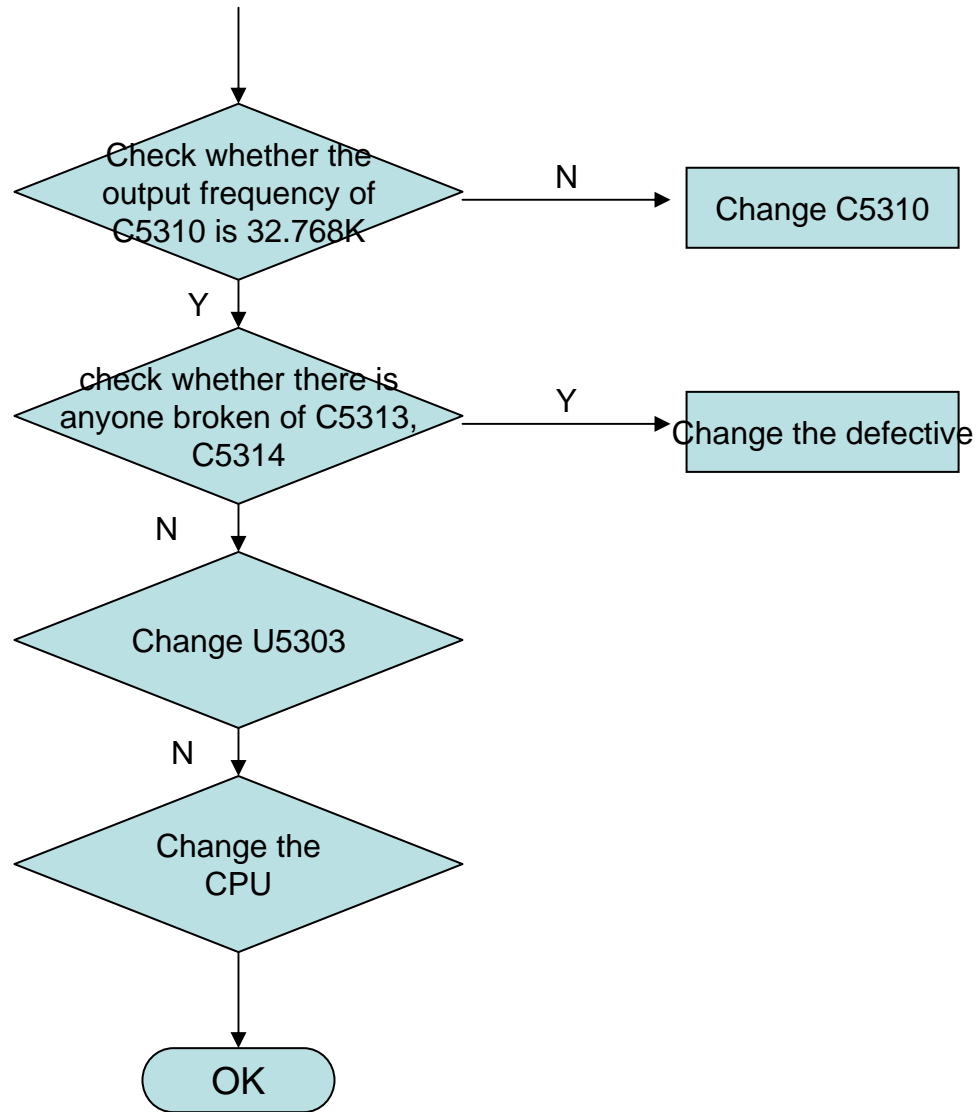 Check whether the
output frequency of
C5310 is 32.768K
N
Change C5310
Y
check whether there is
anyone broken of C5313,
C5314
Y
Change the defective
N
Change U5303
N
Change the
CPU
OK